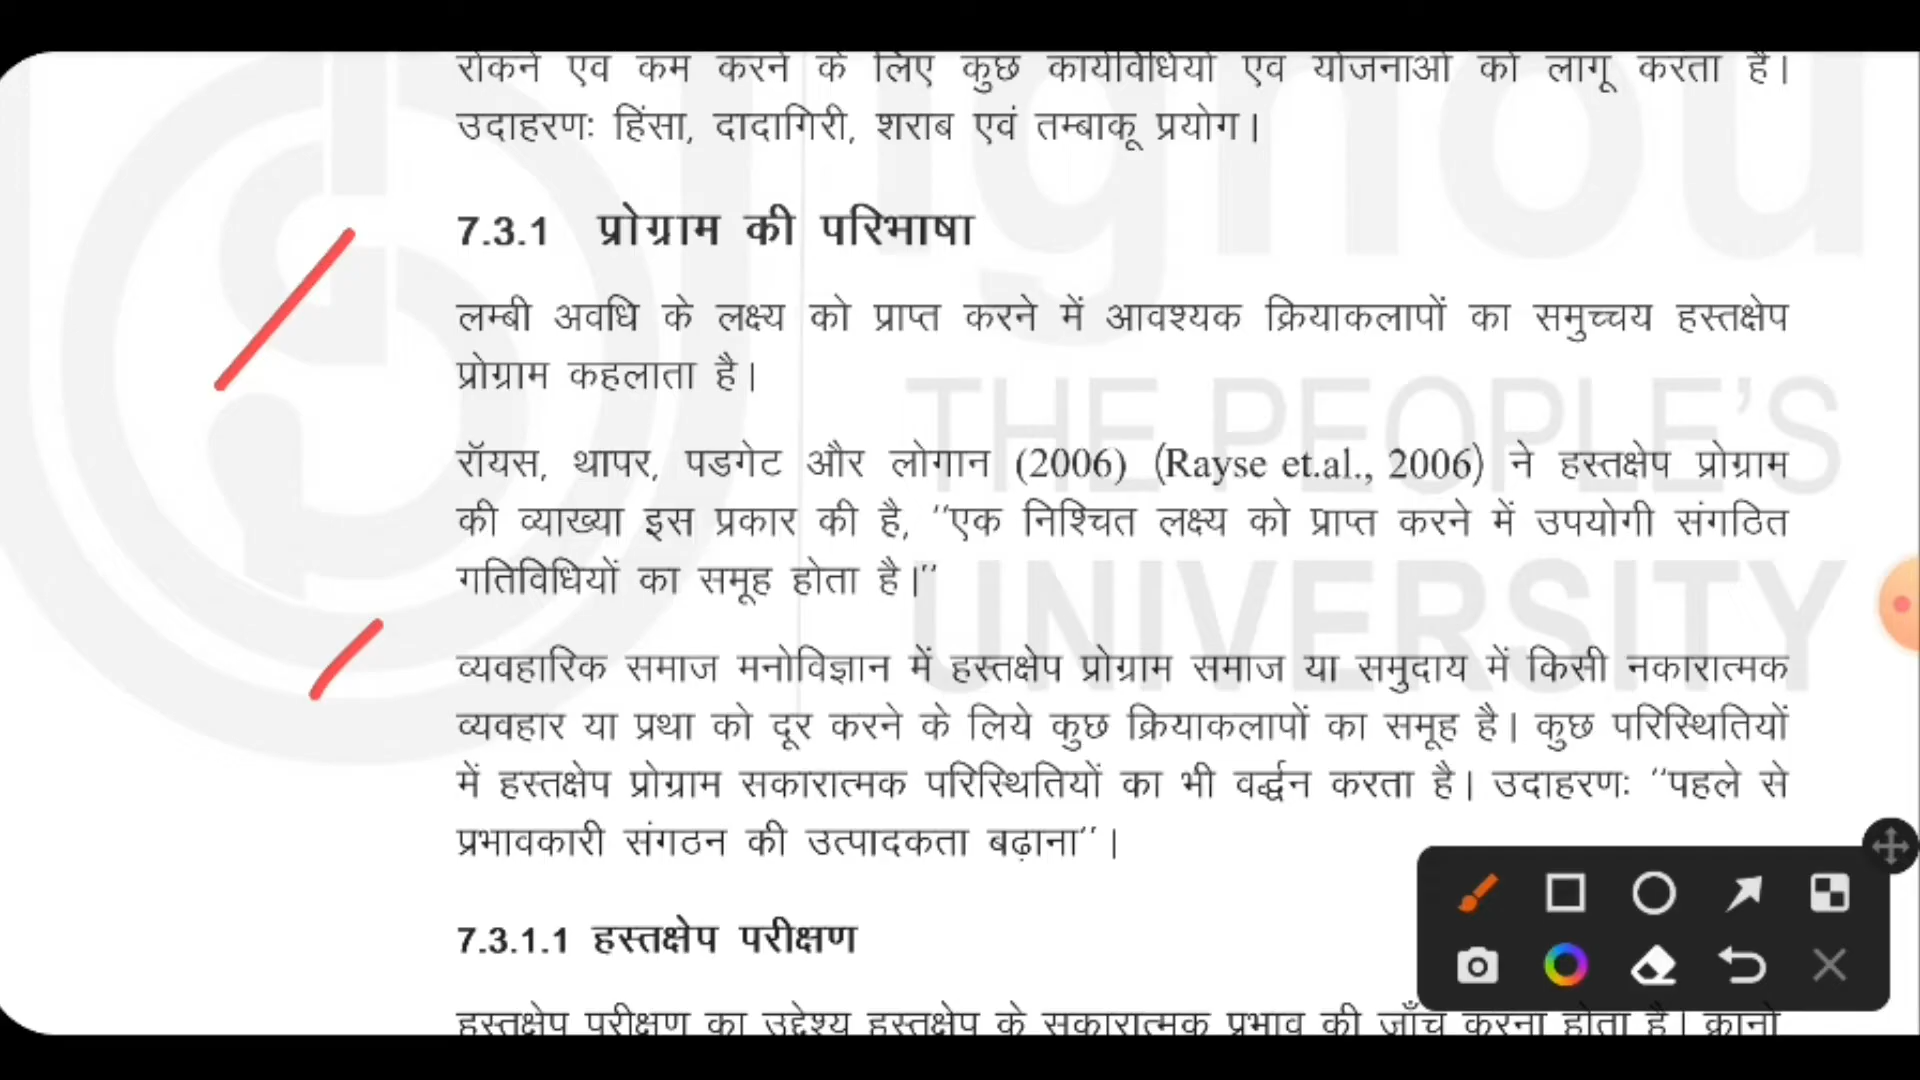 रोकने एवं कम करने के लिए कुछ कार्यविधियों एवं योजनाओं को लागू करता है।
उदाहरणः हिंसा, दादागिरी, शराब एवं तम्बाकू प्रयोग।
7.3.1 प्रोग्राम की परिभाषा
लम्बी अवधि के लक्ष्य को प्राप्त करने में आवश्यक क्रियाकलापों का समुच्चय हस्तक्षेप
प्रोग्राम कहलाता है।
रॉयस, थापर, पडगेट और लोगान (2006) (Rayse et.al., 2006) ने हस्तक्षेप प्रोग्राम
की व्याख्या इस प्रकार की है, ''एक निश्चित लक्ष्य को प्राप्त करने में उपयोगी संगठित
गतिविधियों का समूह होता है।''
व्यवहारिक समाज मनोविज्ञान में हस्तक्षेप प्रोग्राम समाज या समुदाय में किसी नकारात्मक
व्यवहार या प्रथा को दूर करने के लिये कुछ क्रियाकलापों का समूह है। कुछ परिस्थितियों
में हस्तक्षेप प्रोग्राम सकारात्मक परिस्थितियों का भी वर्द्धन करता है। उदाहरणः ''पहले से
प्रभावकारी संगठन की उत्पादकता बढ़ाना''।
7.3.1.1 हस्तक्षेप परीक्षण
हस्तक्षेप परीक्षण का उद्देश्य हस्तक्षेप के सकारात्मक प्रभाव की जाँच करना होता है। क्रानो
ignou
THE PEOPLE'S
UNIVERSITY